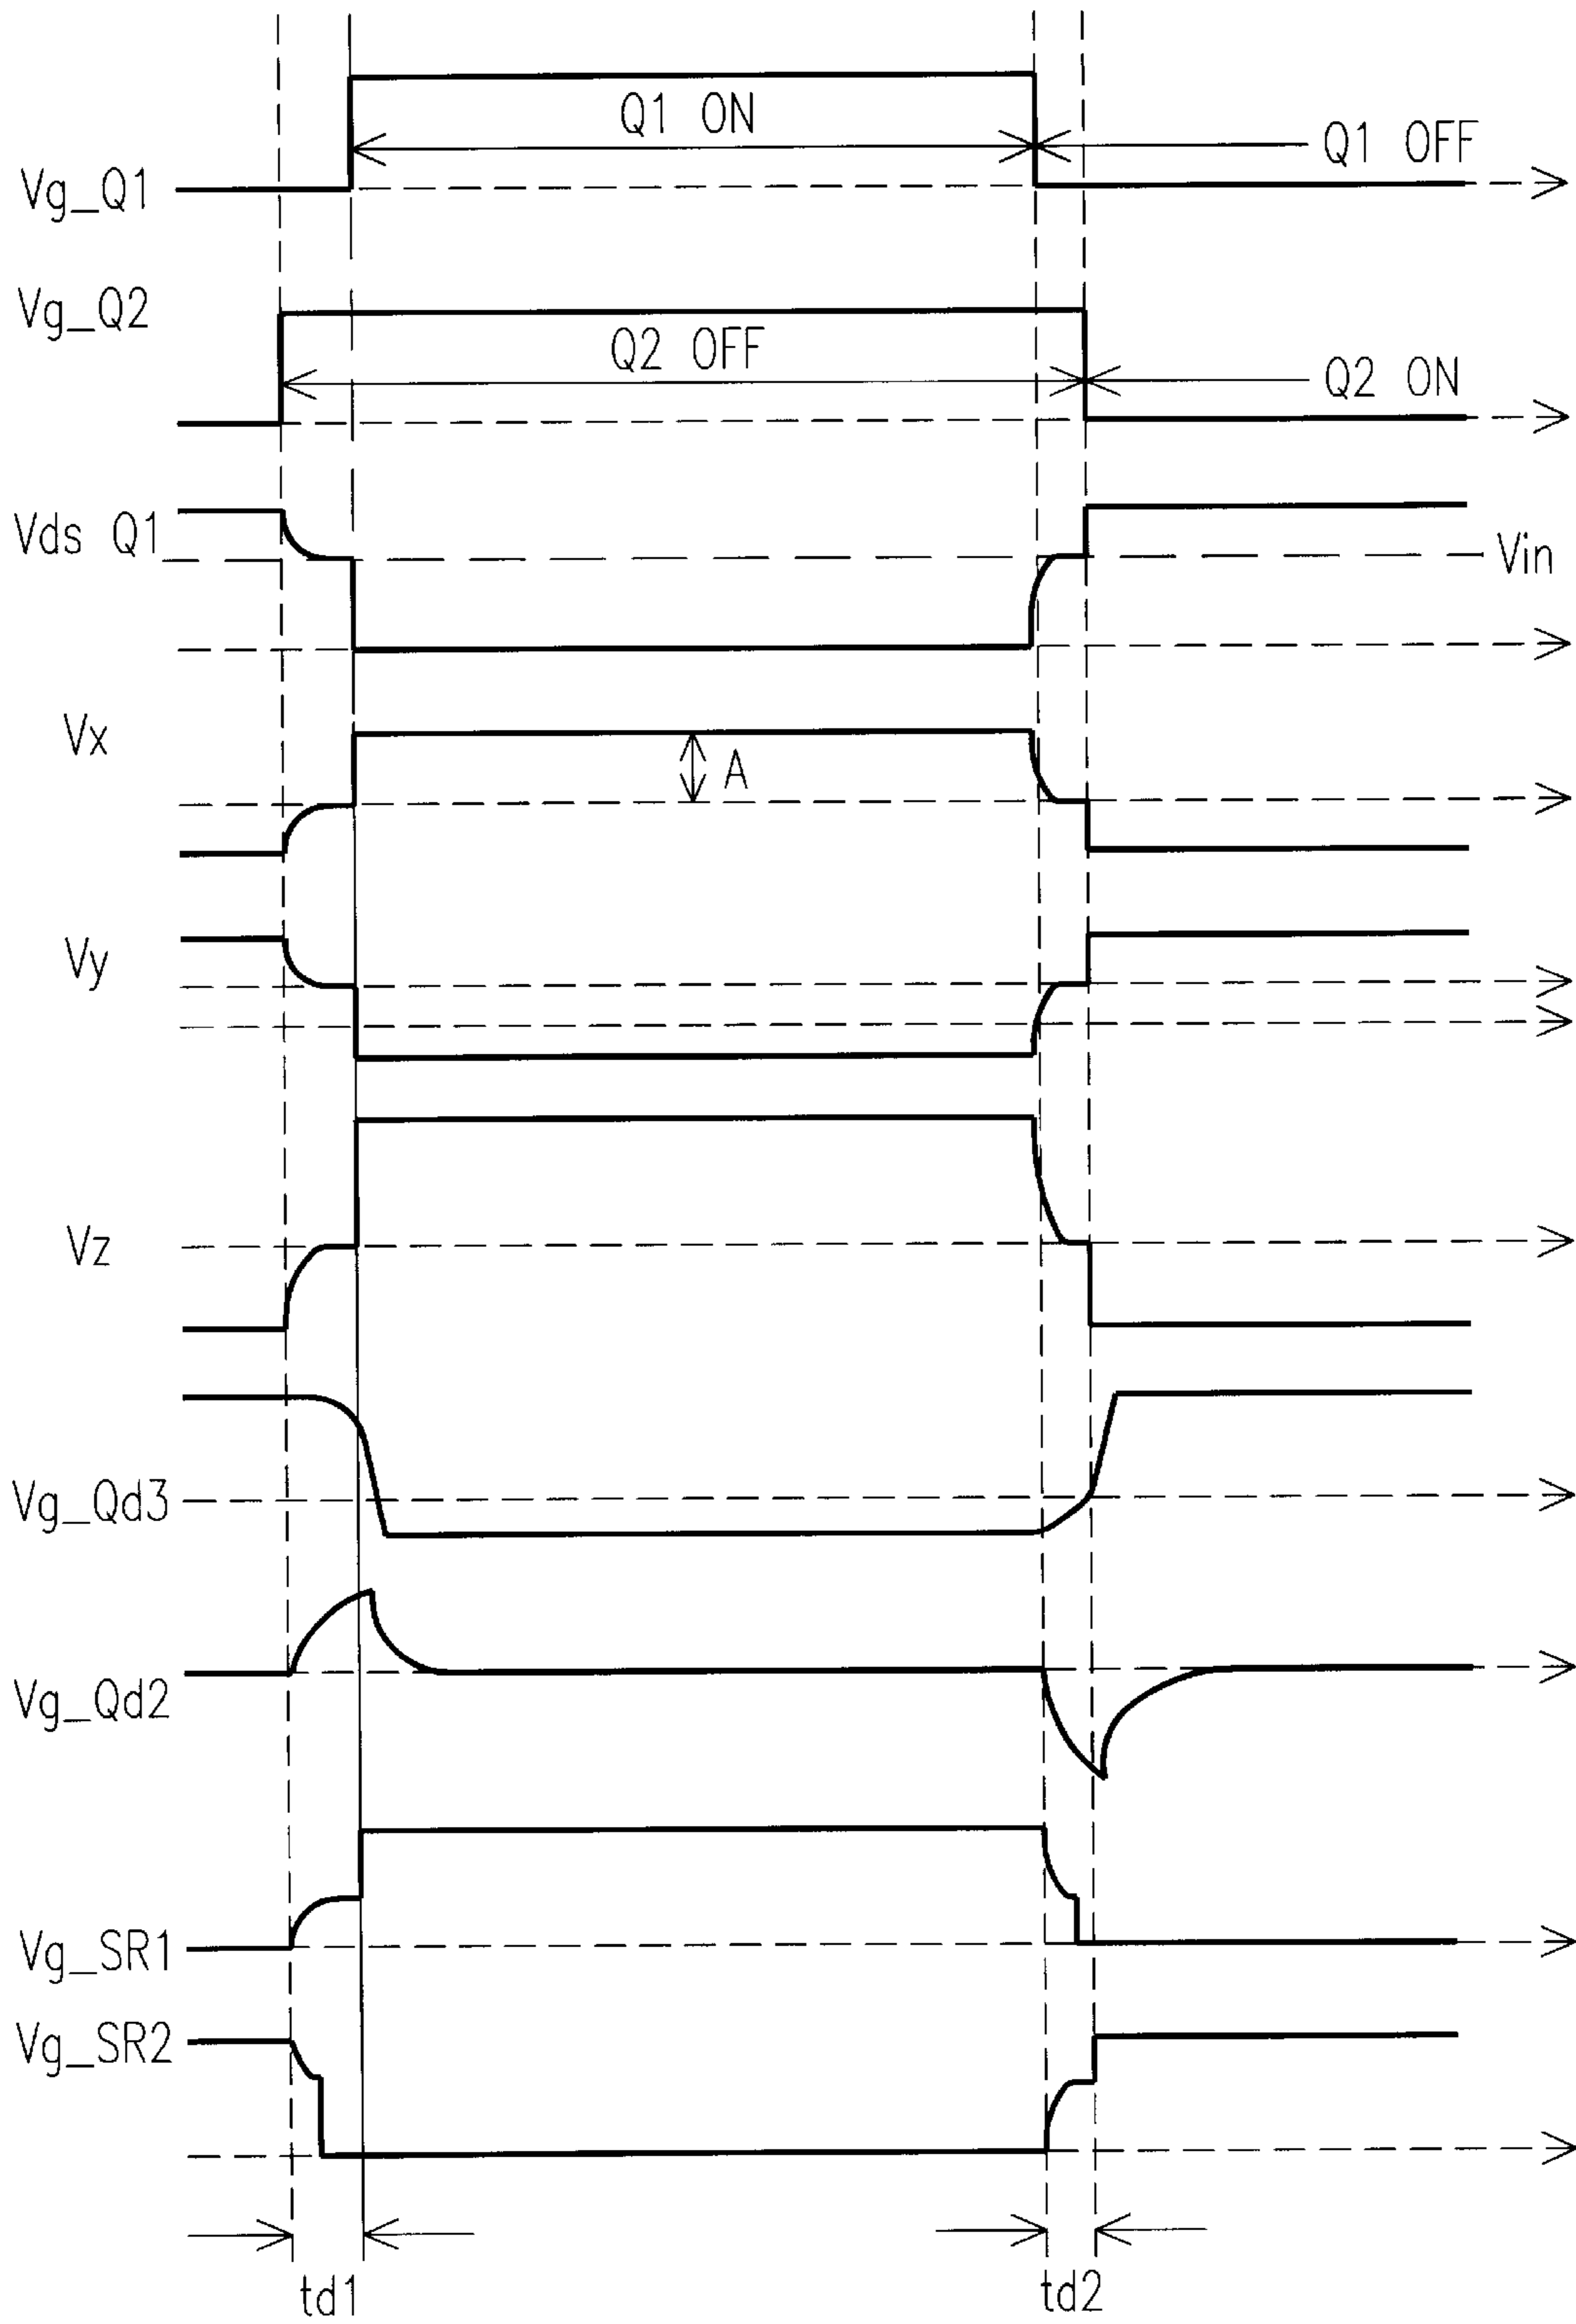 Q1 ON
Q1 OFF
Vg_Q1
Vg_Q2
Q2 OFF
Q2 ON
Vds Q1
Vin
Vx
A
Vy
Vz
Vg_Qd3
Vg_Qd2
Vg_SR1
Vg_SR2
td1
td2